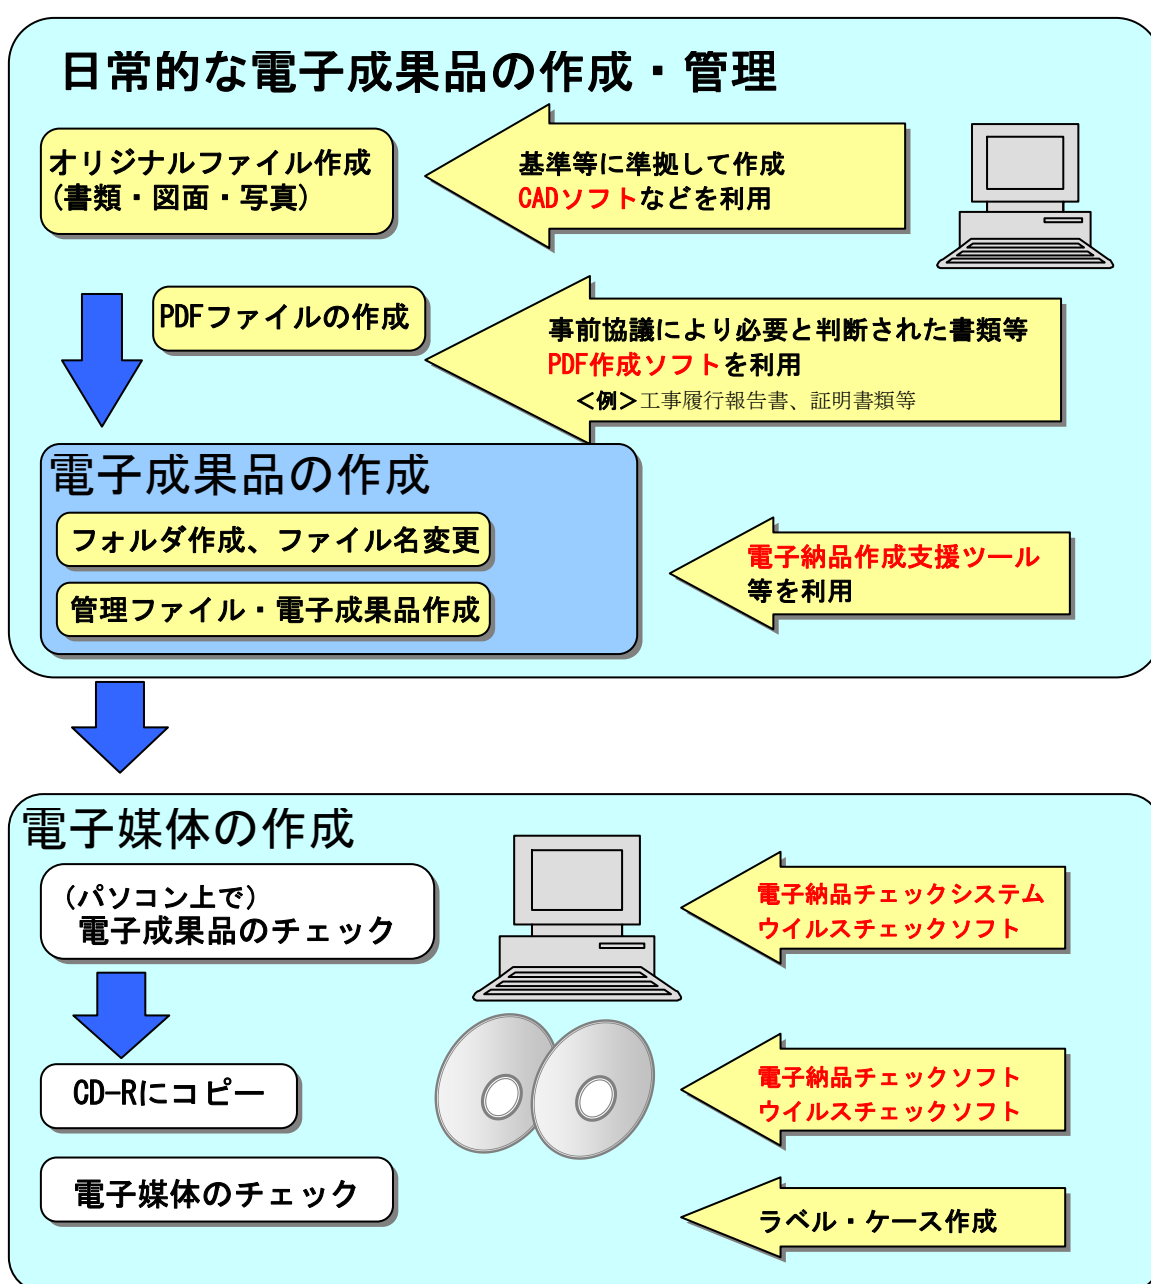 日常的な電子成果品の作成・管理
オリジナルファイル作成
(書類・図面・写真)
基準等に準拠して作成
CADソフトなどを利用
PDFファイルの作成
事前協議により必要と判断された書類等
PDF作成ソフトを利用
＜例＞工事履行報告書、証明書類等
電子成果品の作成
フォルダ作成、ファイル名変更
管理ファイル・電子成果品作成
電子納品作成支援ツール
等を利用
電子媒体の作成
(パソコン上で)
電子成果品のチェック
電子納品チェックシステム
ウイルスチェックソフト
CD-Rにコピー
電子納品チェックソフト
ウイルスチェックソフト
電子媒体のチェック
ラベル・ケース作成